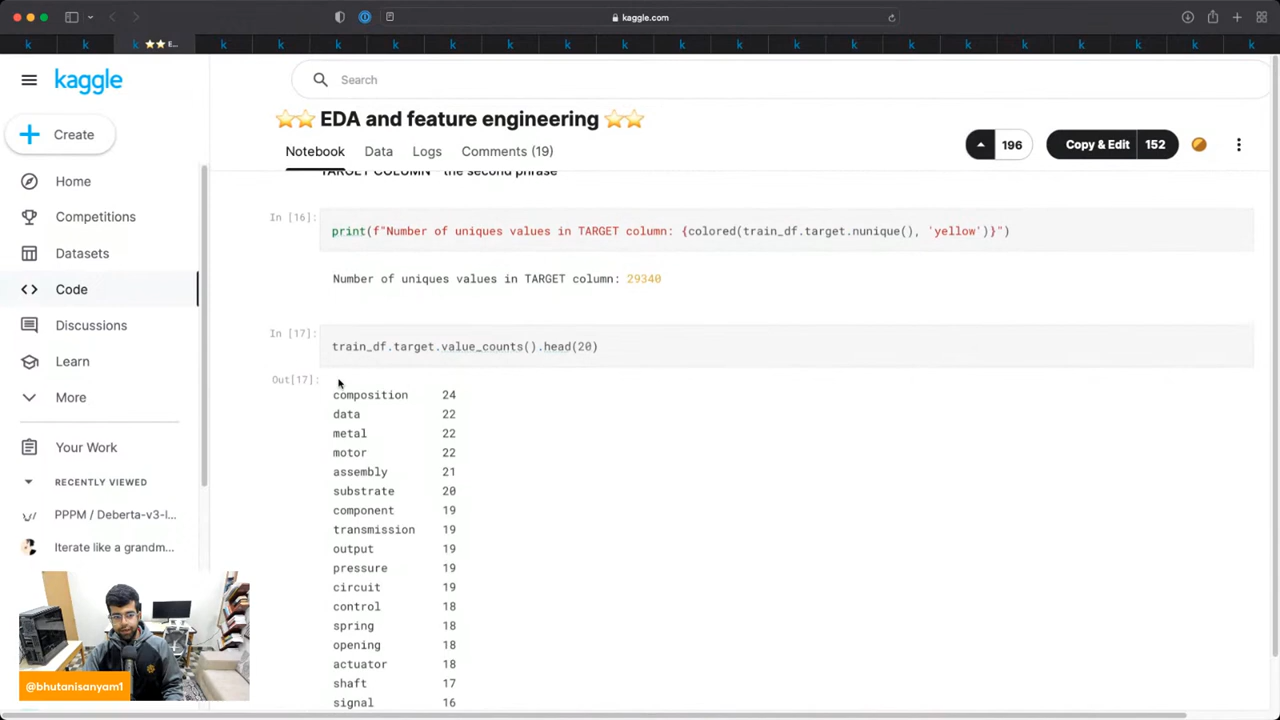 kaggle.com
⭐⭐ E...
kaggle
Search
Create
Home
Competitions
Datasets
Code
Discussions
Learn
More
Your Work
RECENTLY VIEWED
PPPM / Deberta-v3-l...
Iterate like a grandm...
@bhutanisanyam1
⭐⭐ EDA and feature engineering ⭐⭐
196
Copy & Edit 152
Notebook Data Logs Comments (19)
TARGET COLUMN - the second phrase
In [16]:
print(f"Number of uniques values in TARGET column: {colored(train_df.target.nunique(), 'yellow')}")
Number of uniques values in TARGET column: 29340
In [17]:
train_df.target.value_counts().head(20)
Out[17]:
composition 24
data 22
metal 22
motor 22
assembly 21
substrate 20
component 19
transmission 19
output 19
pressure 19
circuit 19
control 18
spring 18
opening 18
actuator 18
shaft 17
signal 16